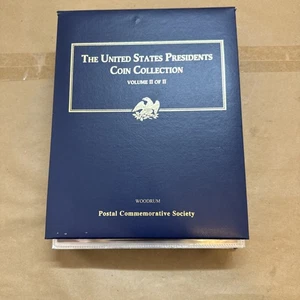 THE UNITED STATES PRESIDENTS
COIN COLLECTION
VOLUME II OF II
WOODRUM
Postal Commemorative Society